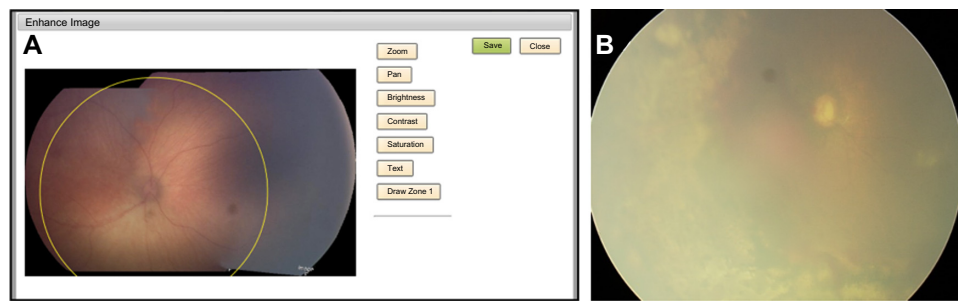 Enhance Image
A
Zoom
Save
Close
Pan
Brightness
Contrast
Saturation
Text
Draw Zone 1
B